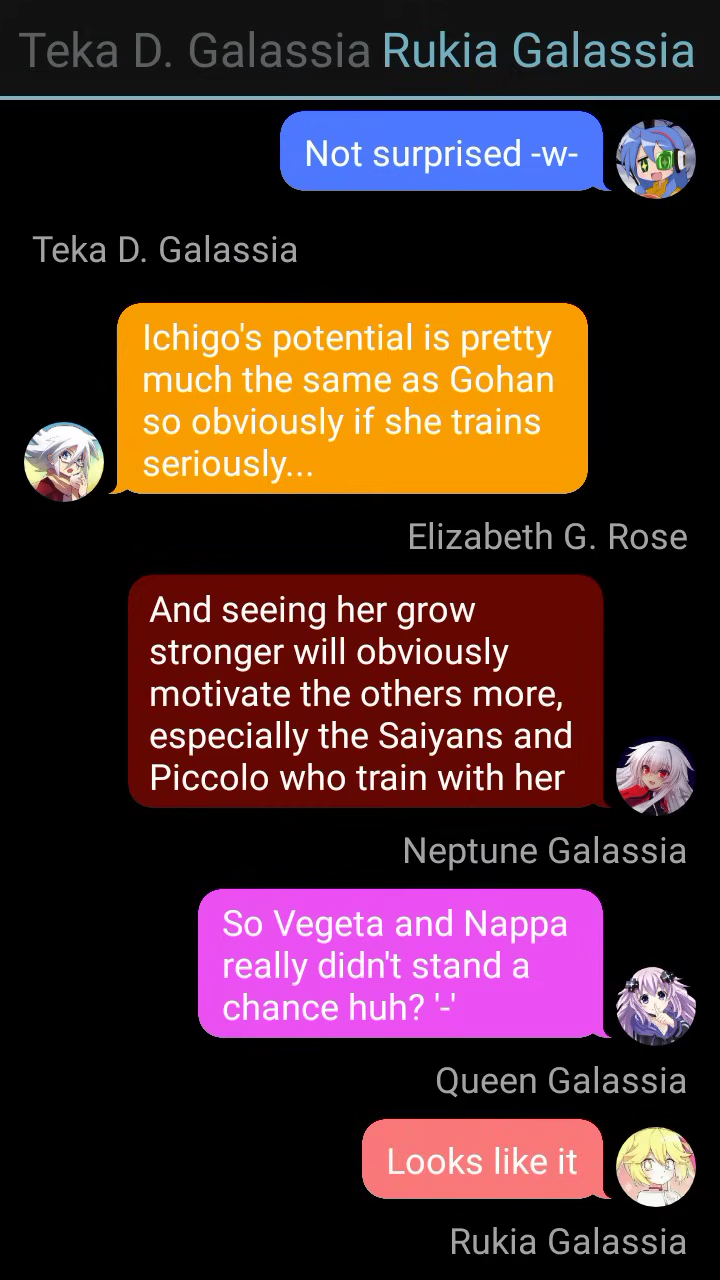 Teka D. Galassia Rukia Galassia
Not surprised -w-
Teka D. Galassia
Ichigo's potential is pretty
much the same as Gohan
so obviously if she trains
seriously...
Elizabeth G. Rose
And seeing her grow
stronger will obviously
motivate the others more,
especially the Saiyans and
Piccolo who train with her
Neptune Galassia
So Vegeta and Nappa
really didn't stand a
chance huh? '-'
Queen Galassia
Looks like it
Rukia Galassia